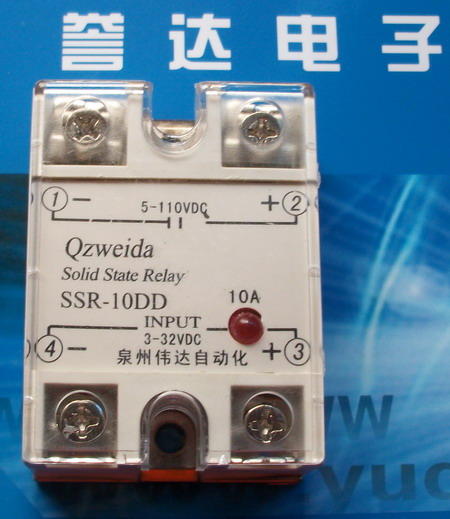 誉达电子
① − 5-110VDC + ②
Qzweida
Solid State Relay
SSR-10DD
10A
INPUT
④ − 3-32VDC + ③
泉州伟达自动化